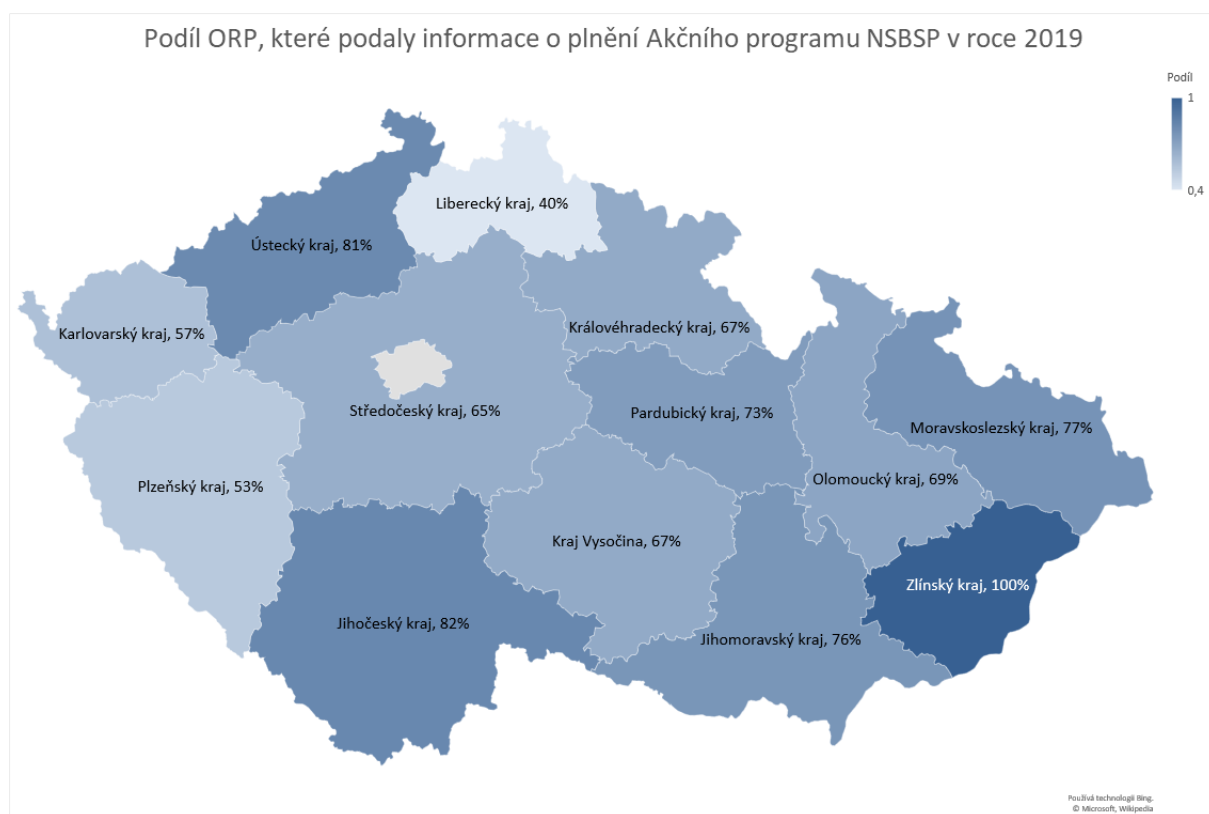 Podíl ORP, které podaly informace o plnění Akčního programu NSBSP v roce 2019
Podíl
1
0,4
Liberecký kraj, 40%
Ústecký kraj, 81%
Karlovarský kraj, 57%
Královéhradecký kraj, 67%
Středočeský kraj, 65%
Pardubický kraj, 73%
Moravskoslezský kraj, 77%
Plzeňský kraj, 53%
Olomoucký kraj, 69%
Kraj Vysočina, 67%
Zlínský kraj, 100%
Jihočeský kraj, 82%
Jihomoravský kraj, 76%
Používá technologii Bing.
© Microsoft, Wikipedia